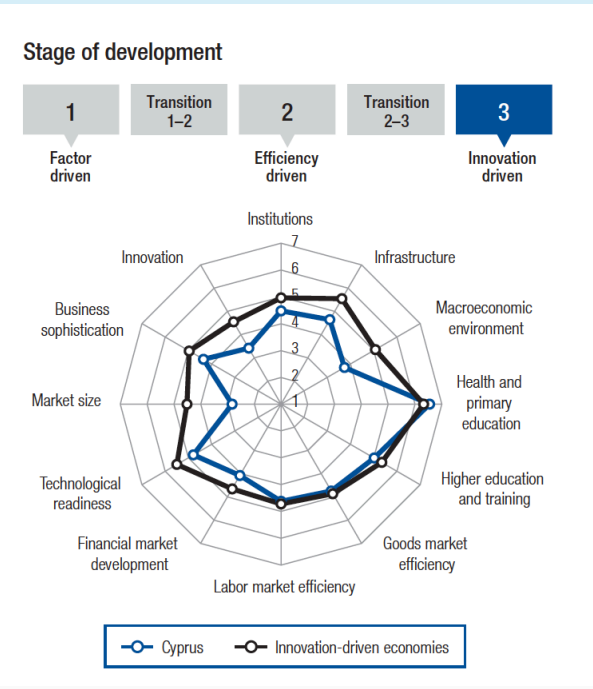 Stage of development
1
Transition
1–2
2
Transition
2–3
3
Factor
driven
Efficiency
driven
Innovation
driven
Institutions
7
Innovation
Infrastructure
6
5
Business
sophistication
Macroeconomic
environment
4
3
2
Market size
1
Health and
primary
education
Technological
readiness
Higher education
and training
Financial market
development
Goods market
efficiency
Labor market efficiency
Cyprus
Innovation-driven economies